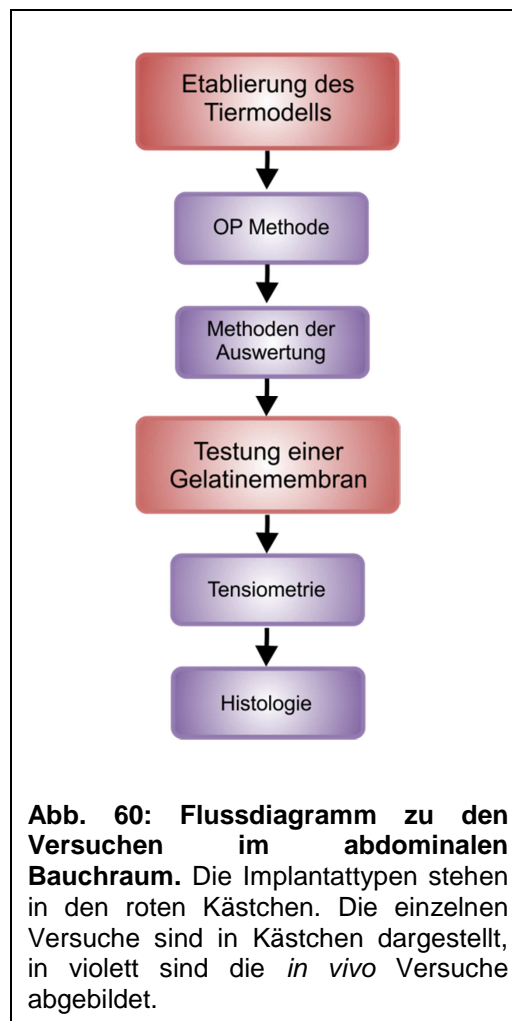 Etablierung des
Tiermodells
OP Methode
Methoden der
Auswertung
Testung einer
Gelatinemembran
Tensiometrie
Histologie
Abb. 60: Flussdiagramm zu den
Versuchen im abdominalen
Bauchraum. Die Implantattypen stehen
in den roten Kästchen. Die einzelnen
Versuche sind in Kästchen dargestellt,
in violett sind die in vivo Versuche
abgebildet.